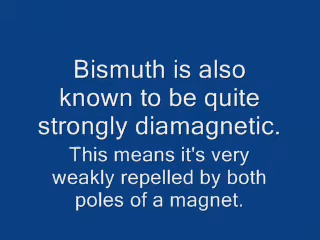 Bismuth is also
known to be quite
strongly diamagnetic.
This means it's very
weakly repelled by both
poles of a magnet.